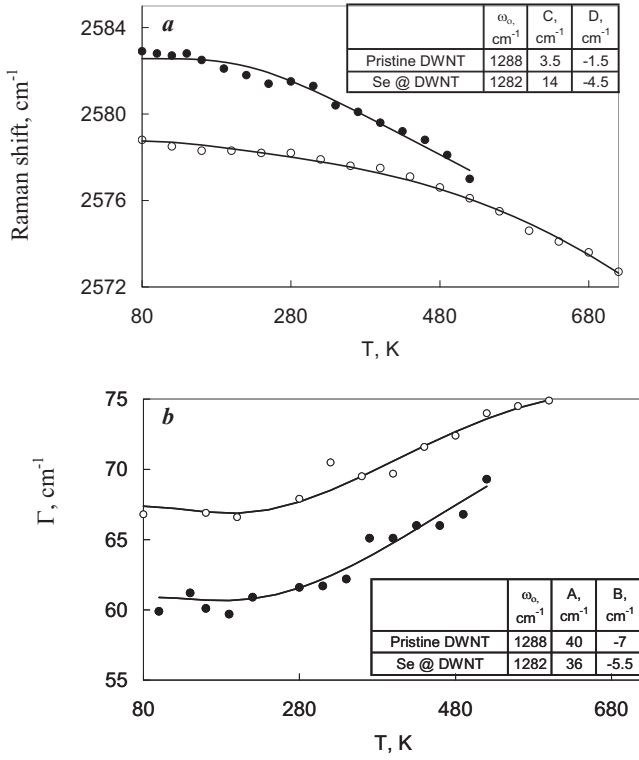 a
ω₀, C, D,
cm⁻¹ cm⁻¹ cm⁻¹
Pristine DWNT 1288 3.5 -1.5
Se @ DWNT 1282 14 -4.5
Raman shift, cm⁻¹
2584
2580
2576
2572
80 280 480 680
T, K
b
Γ, cm⁻¹
75
70
65
60
55
ω₀, A, B,
cm⁻¹ cm⁻¹ cm⁻¹
Pristine DWNT 1288 40 -7
Se @ DWNT 1282 36 -5.5
80 280 480 680
T, K